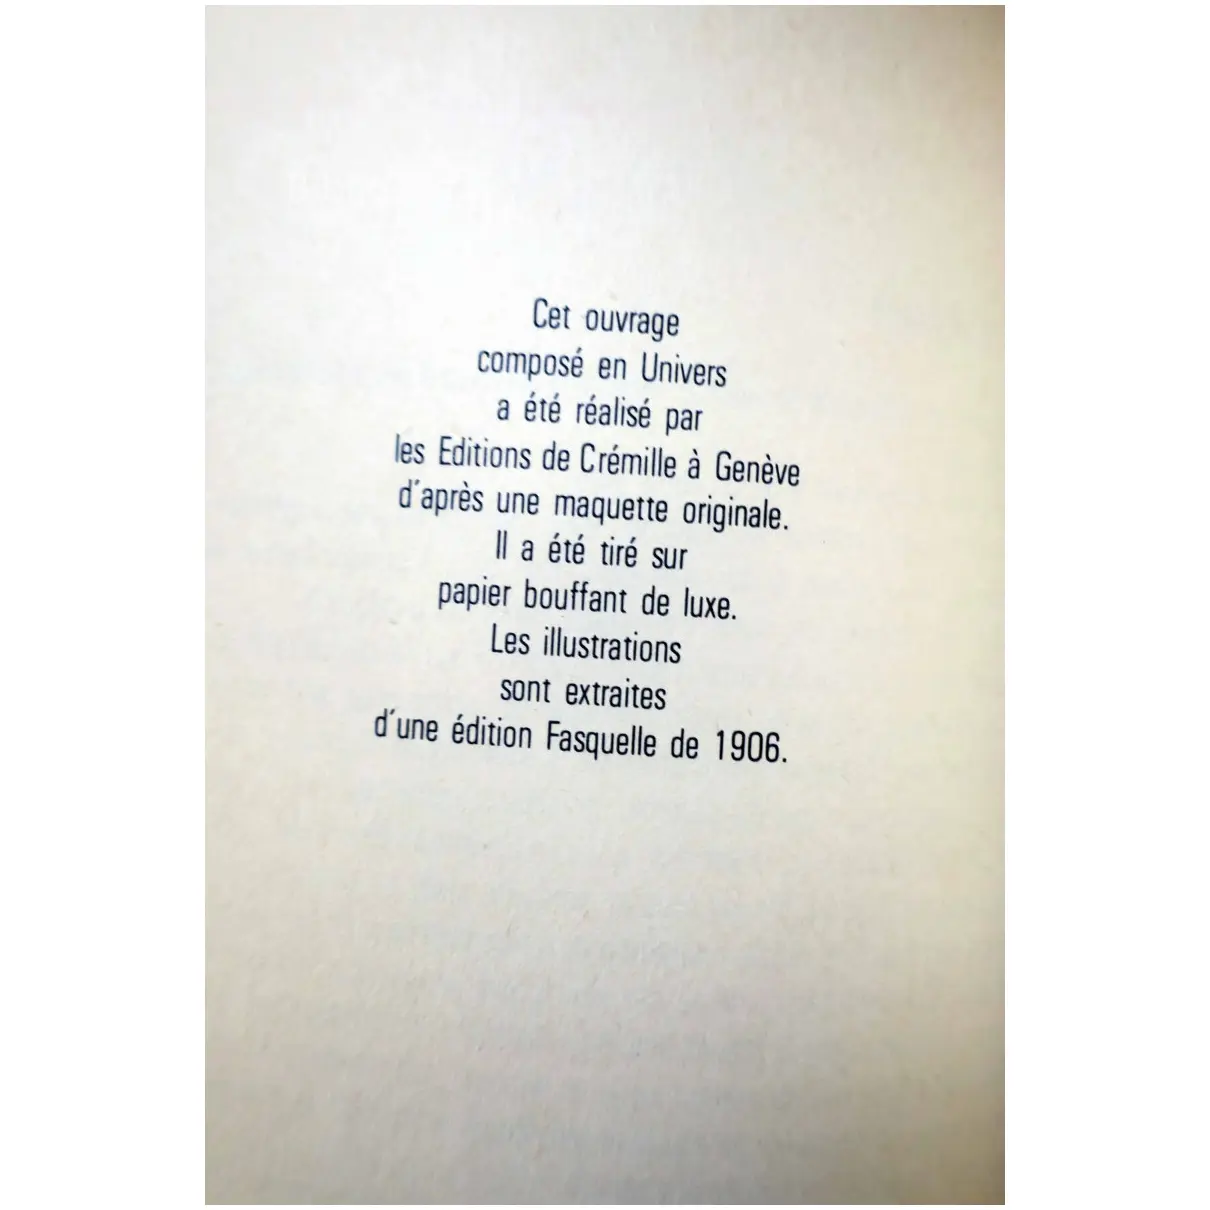 Cet ouvrage
composé en Univers
a été réalisé par
les Editions de Crémille à Genève
d'après une maquette originale.
Il a été tiré sur
papier bouffant de luxe.
Les illustrations
sont extraites
d'une édition Fasquelle de 1906.